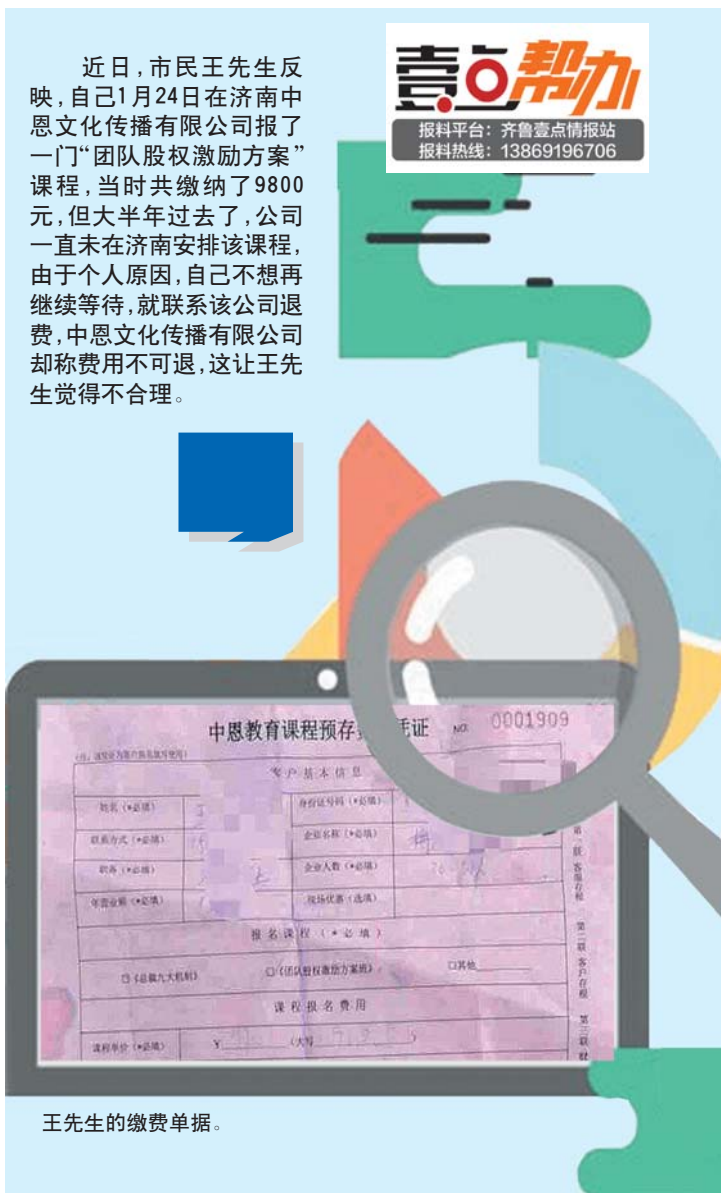 近日,市民王先生反
映,自己1月24日在济南中
恩文化传播有限公司报了
一门“团队股权激励方案”
课程,当时共缴纳了9800
元,但大半年过去了,公司
一直未在济南安排该课程,
由于个人原因,自己不想再
继续等待,就联系该公司退
费,中恩文化传播有限公司
却称费用不可退,这让王先
生觉得不合理。
壹点帮办
报料平台：齐鲁壹点情报站
报料热线：13869196706
中恩教育课程预存 凭证 NO. 0001909
客户基本信息
姓名（*必填） 身份证号码（*必填）
联系方式（*必填） 企业名称（*必填）
职务（*必填） 企业人数（*必填）
年营业额（*必填） 现场优惠（选填）
报名课程（*必填）
□《总裁九大机制》 □《团队股权激励方案班》 □其他
课程报名费用
课程单价（*必填） ¥ （大写 ）
第一联 客服存根
第二联 客户存根
第三联 财
王先生的缴费单据。